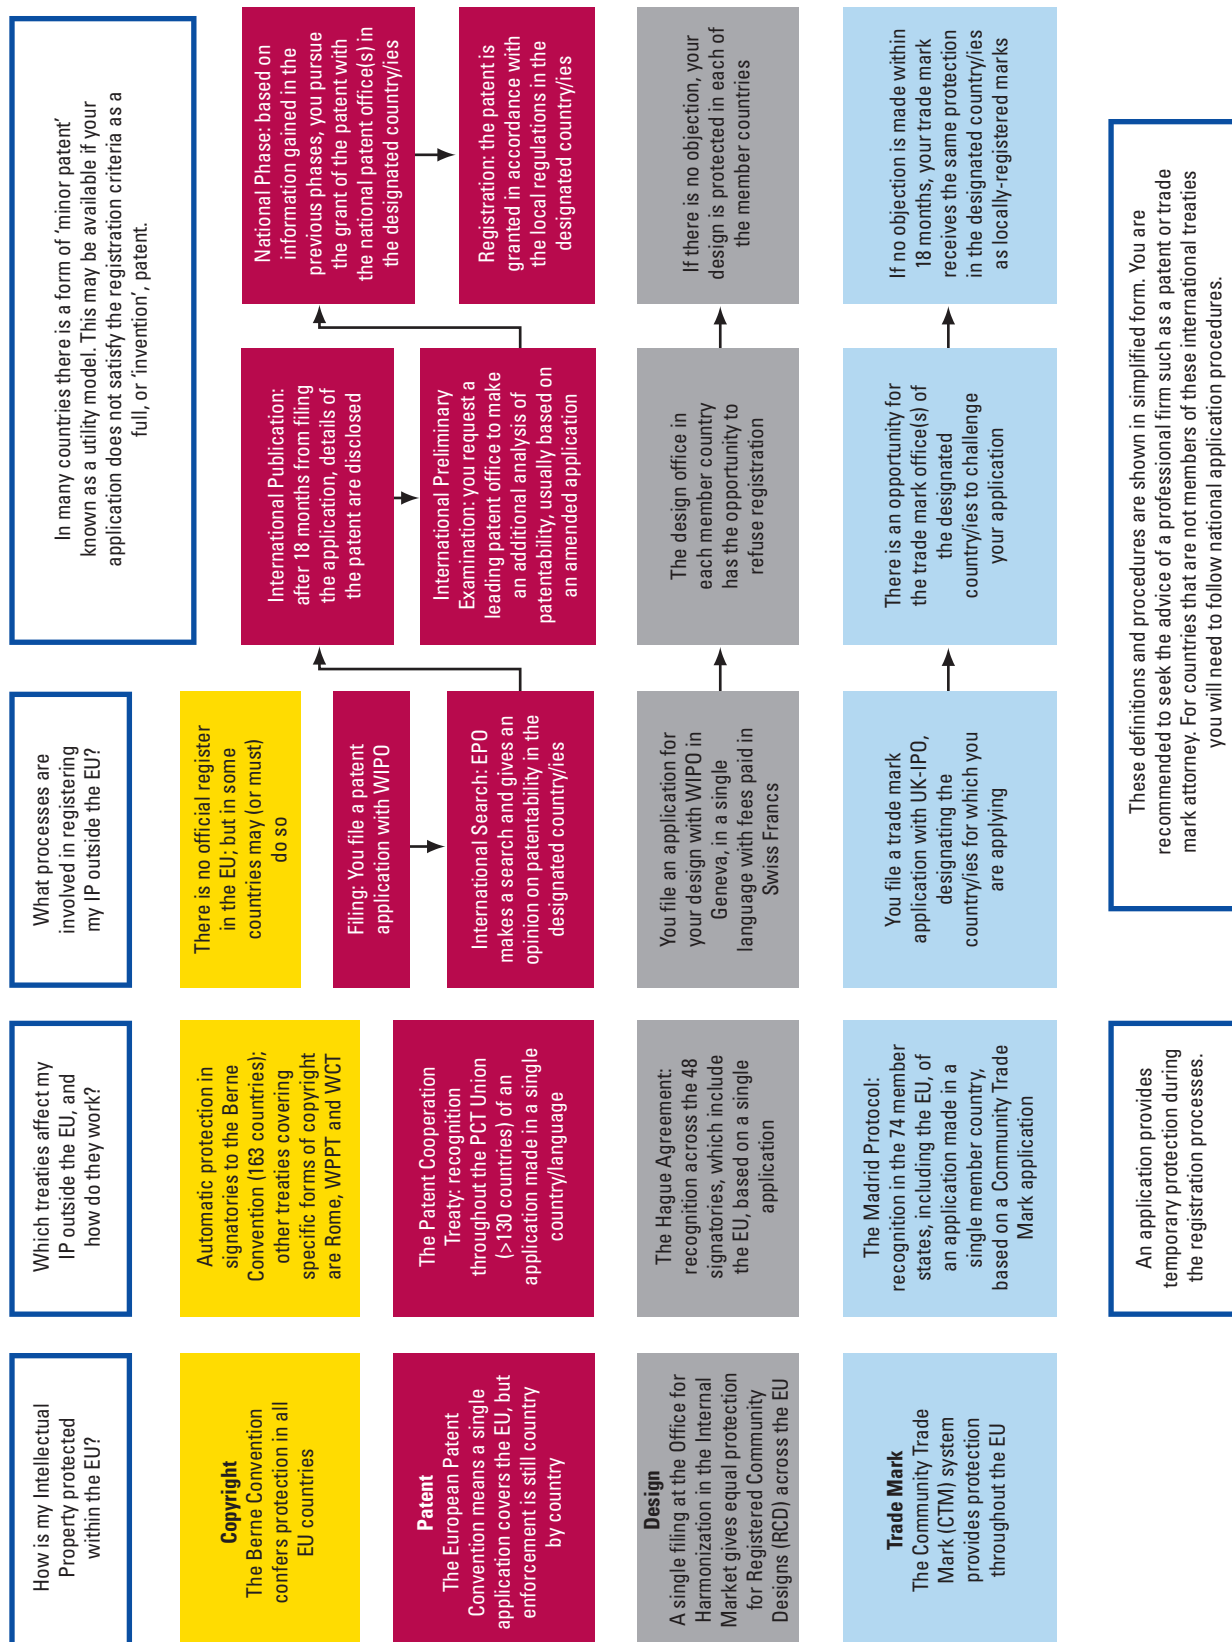 How is my Intellectual
Property protected
within the EU?
Which treaties affect my
IP outside the EU, and
how do they work?
What processes are
involved in registering
my IP outside the EU?
In many countries there is a form of ‘minor patent’
known as a utility model. This may be available if your
application does not satisfy the registration criteria as a
full, or ‘invention’, patent.
Copyright
The Berne Convention
confers protection in all
EU countries
Automatic protection in
signatories to the Berne
Convention (163 countries);
other treaties covering
specific forms of copyright
are Rome, WPPT and WCT
There is no official register
in the EU; but in some
countries may (or must)
do so
Patent
The European Patent
Convention means a single
application covers the EU, but
enforcement is still country
by country
The Patent Cooperation
Treaty: recognition
throughout the PCT Union
(>130 countries) of an
application made in a single
country/language
Filing: You file a patent
application with WIPO
International Search: EPO
makes a search and gives an
opinion on patentability in the
designated country/ies
International Publication:
after 18 months from filing
the application, details of
the patent are disclosed
International Preliminary
Examination: you request a
leading patent office to make
an additional analysis of
patentability, usually based on
an amended application
National Phase: based on
information gained in the
previous phases, you pursue
the grant of the patent with
the national patent office(s) in
the designated country/ies
Registration: the patent is
granted in accordance with
the local regulations in the
designated country/ies
Design
A single filing at the Office for
Harmonization in the Internal
Market gives equal protection
for Registered Community
Designs (RCD) across the EU
The Hague Agreement:
recognition across the 48
signatories, which include
the EU, based on a single
application
You file an application for
your design with WIPO in
Geneva, in a single
language with fees paid in
Swiss Francs
The design office in
each member country
has the opportunity to
refuse registration
If there is no objection, your
design is protected in each of
the member countries
Trade Mark
The Community Trade
Mark (CTM) system
provides protection
throughout the EU
The Madrid Protocol:
recognition in the 74 member
states, including the EU, of
an application made in a
single member country,
based on a Community Trade
Mark application
You file a trade mark
application with UK-IPO,
designating the
country/ies for which you
are applying
There is an opportunity for
the trade mark office(s) of
the designated
country/ies to challenge
your application
If no objection is made within
18 months, your trade mark
receives the same protection
in the designated country/ies
as locally-registered marks
An application provides
temporary protection during
the registration processes.
These definitions and procedures are shown in simplified form. You are
recommended to seek the advice of a professional firm such as a patent or trade
mark attorney. For countries that are not members of these international treaties
you will need to follow national application procedures.